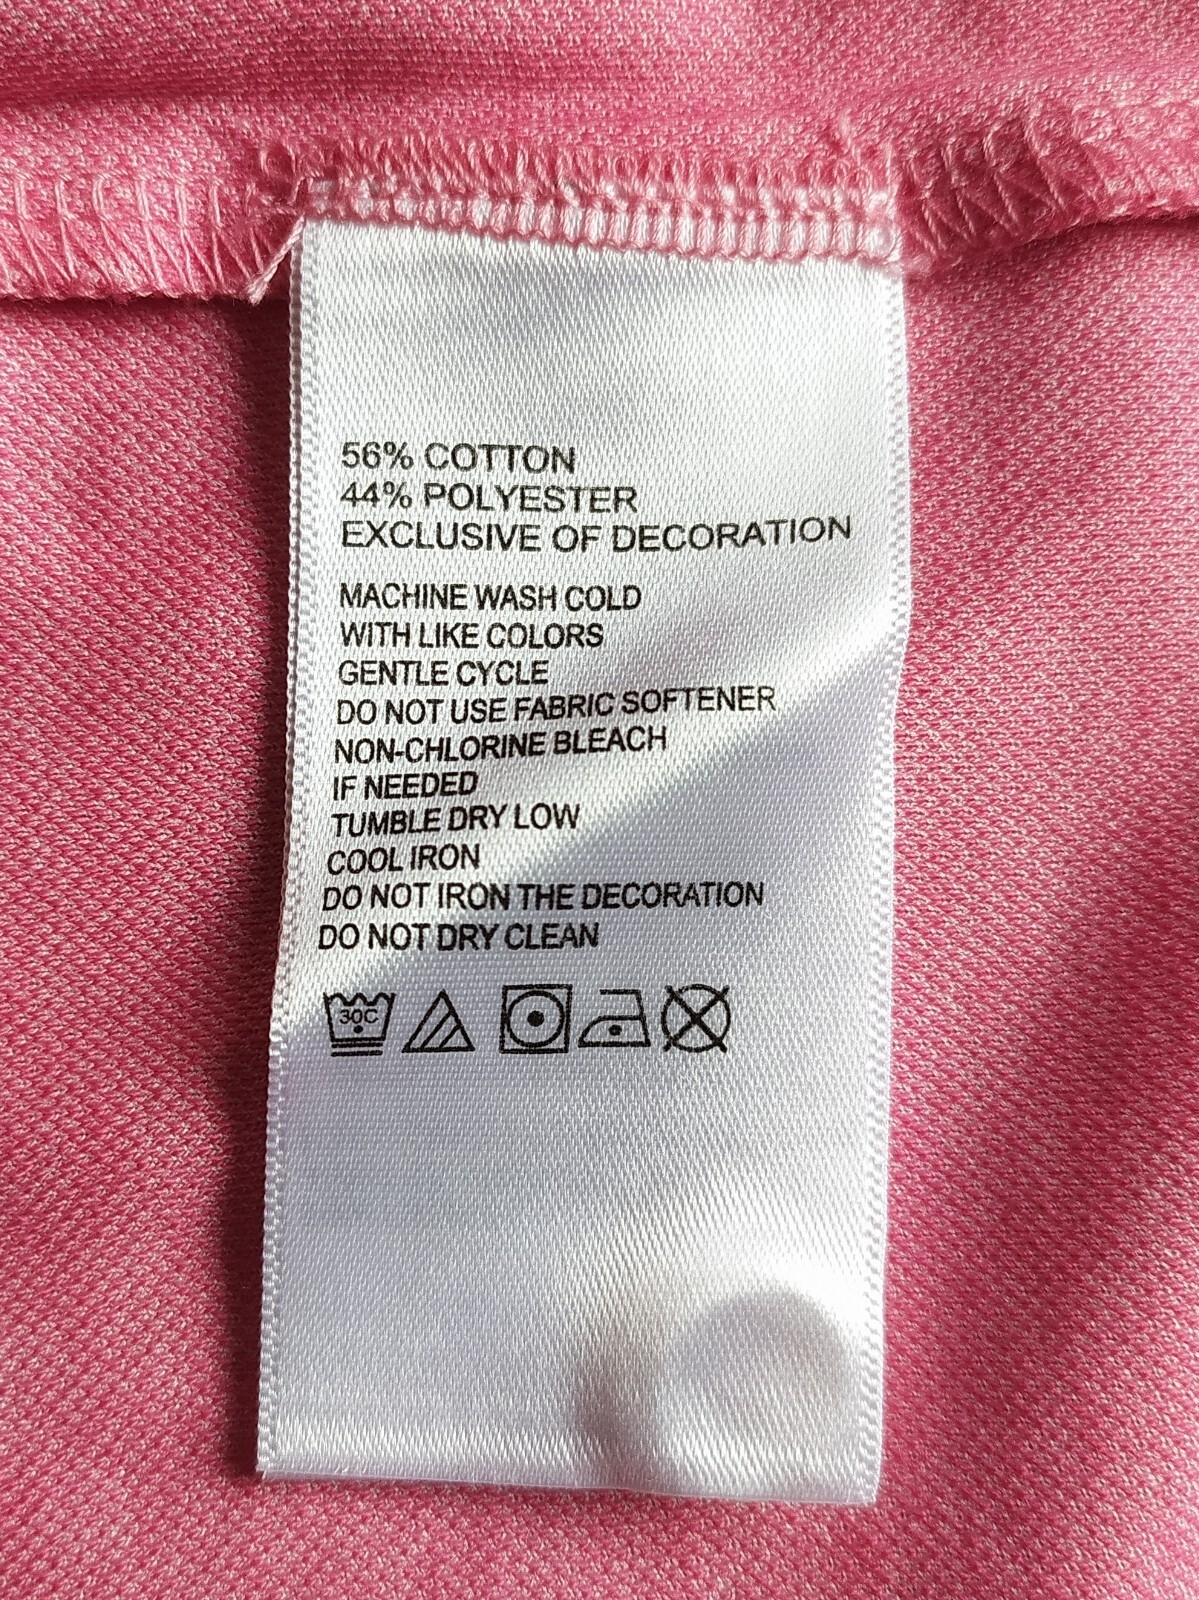 56% COTTON
44% POLYESTER
EXCLUSIVE OF DECORATION
MACHINE WASH COLD
WITH LIKE COLORS
GENTLE CYCLE
DO NOT USE FABRIC SOFTENER
NON-CHLORINE BLEACH
IF NEEDED
TUMBLE DRY LOW
COOL IRON
DO NOT IRON THE DECORATION
DO NOT DRY CLEAN
30C